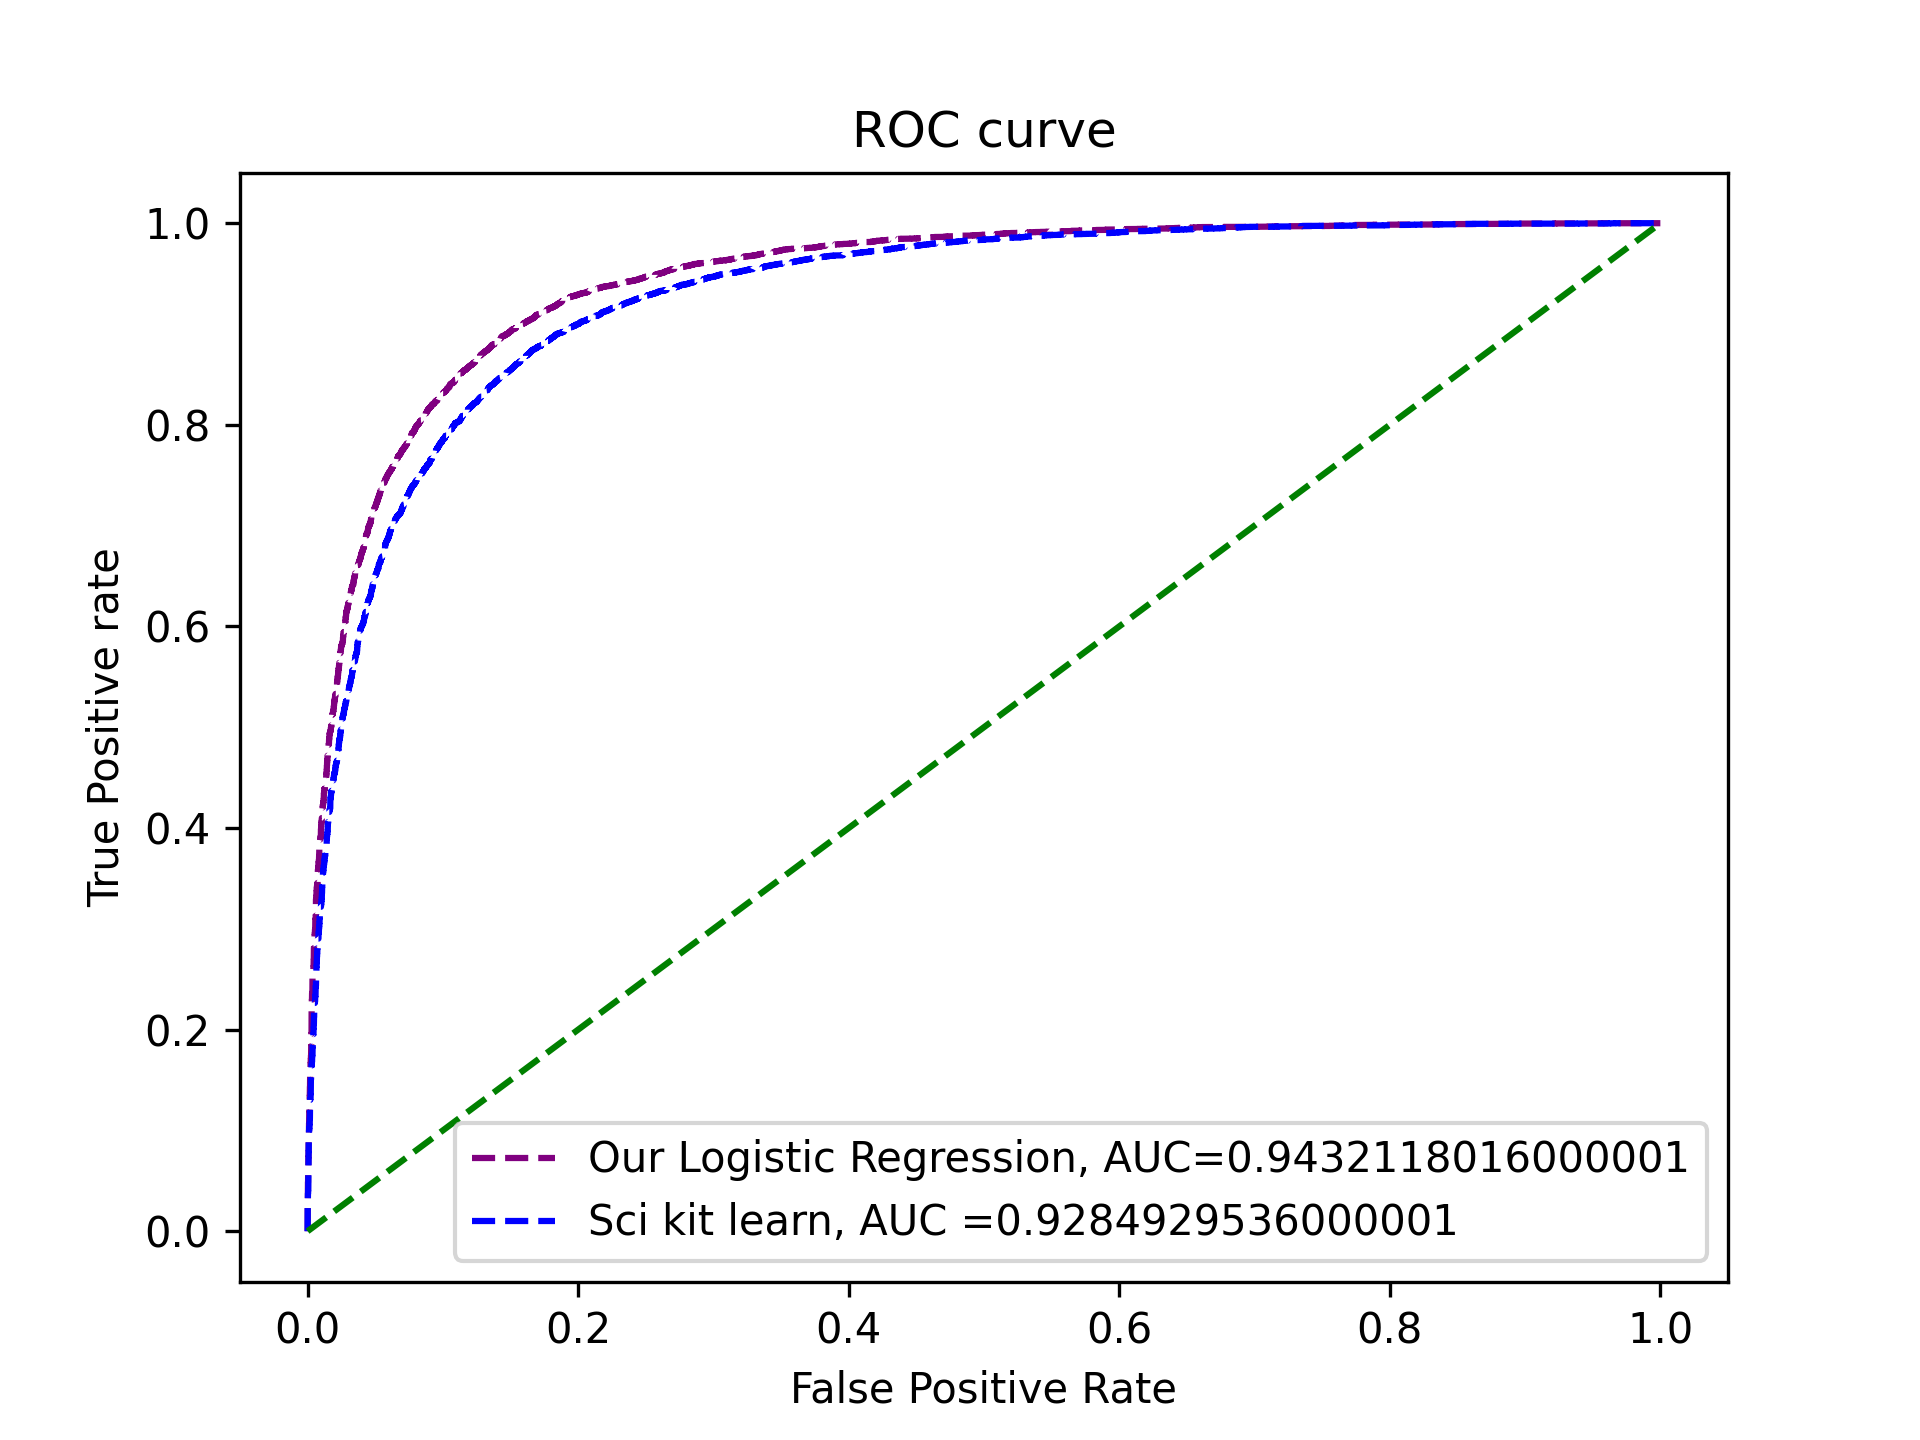 ROC curve
1.0
0.8
0.6
0.4
0.2
0.0
True Positive rate
Our Logistic Regression, AUC=0.9432118016000001
Sci kit learn, AUC =0.9284929536000001
0.0 0.2 0.4 0.6 0.8 1.0
False Positive Rate